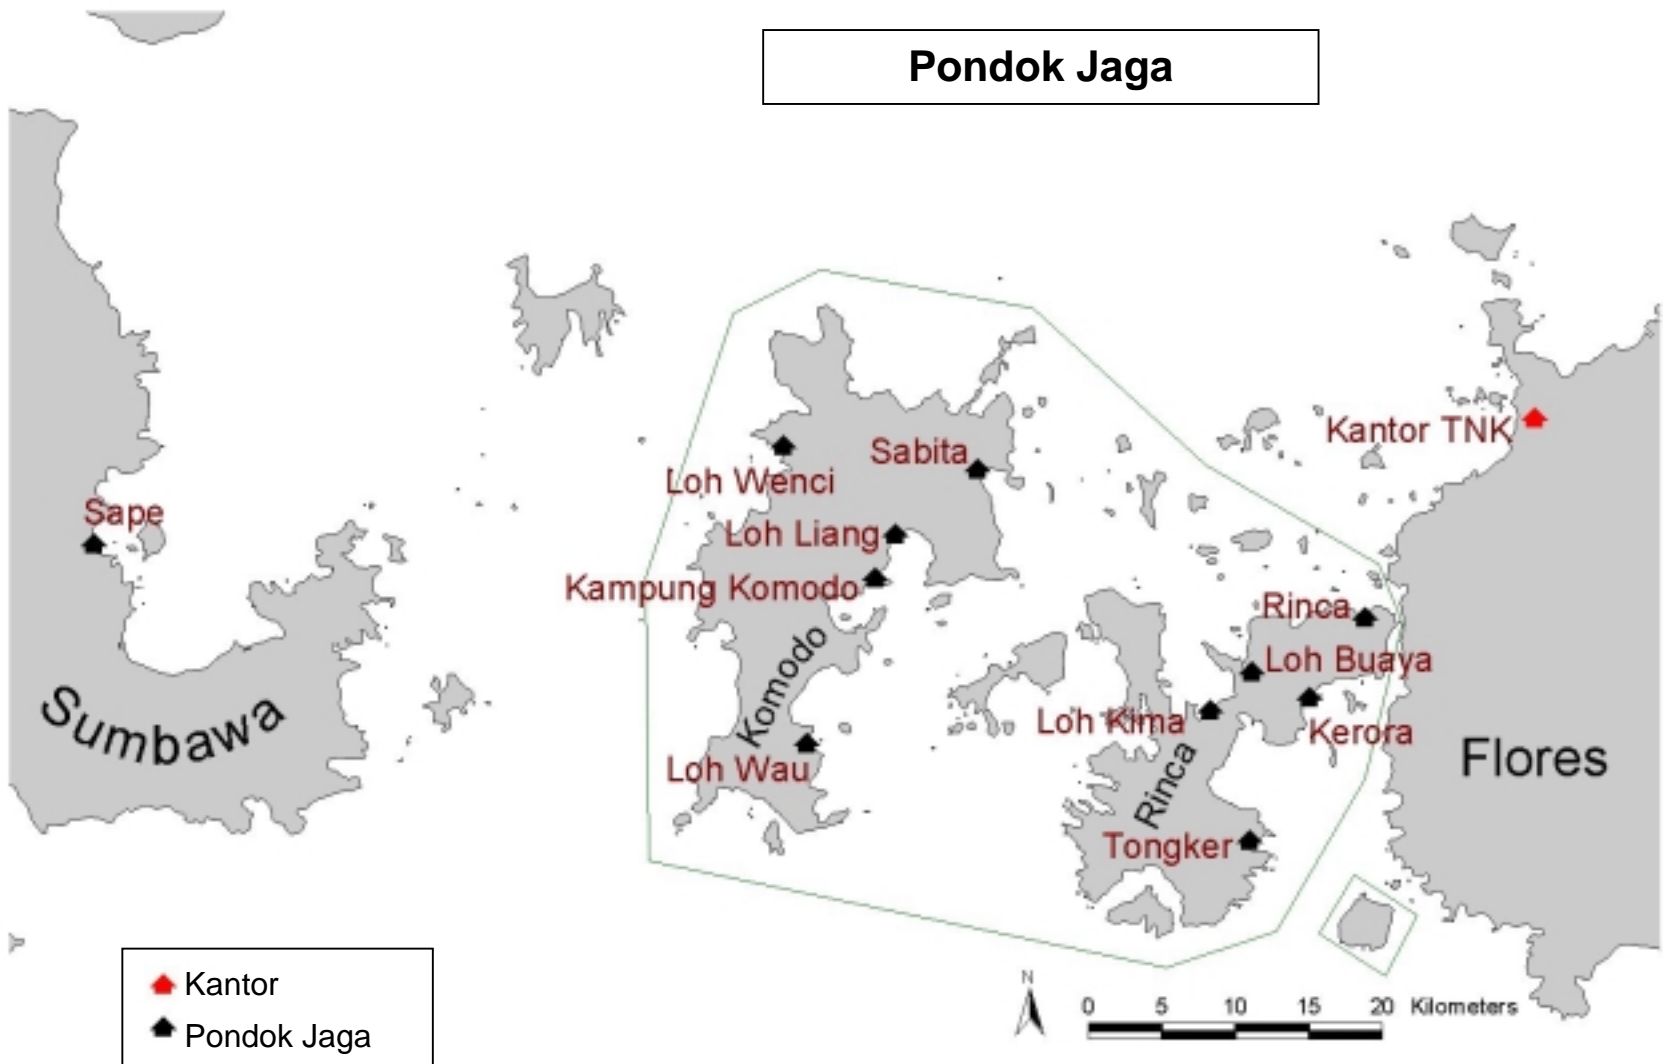 Pondok Jaga
Kantor TNK
Sabita
Loh Wenci
Sape
Loh Liang
Kampung Komodo
Rinca
Komodo
Loh Buaya
Sumbawa
Loh Kima
Kerora
Flores
Loh Wau
Rinca
Tongker
Kantor
Pondok Jaga
N
0 5 10 15 20 Kilometers